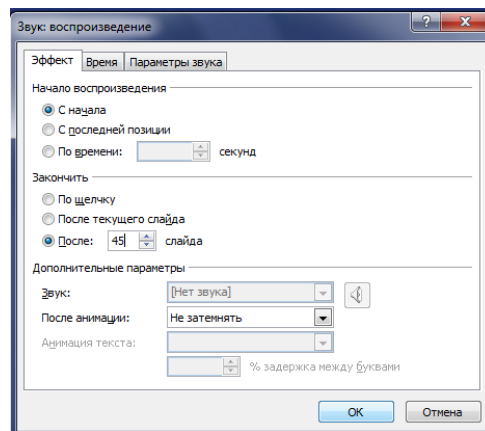 Звук: воспроизведение
Эффект Время Параметры звука
Начало воспроизведения
С начала
С последней позиции
По времени: секунд
Закончить
По щелчку
После текущего слайда
После: 45 слайда
Дополнительные параметры
Звук: [Нет звука]
После анимации: Не затемнять
Анимация текста:
% задержка между буквами
ОК Отмена